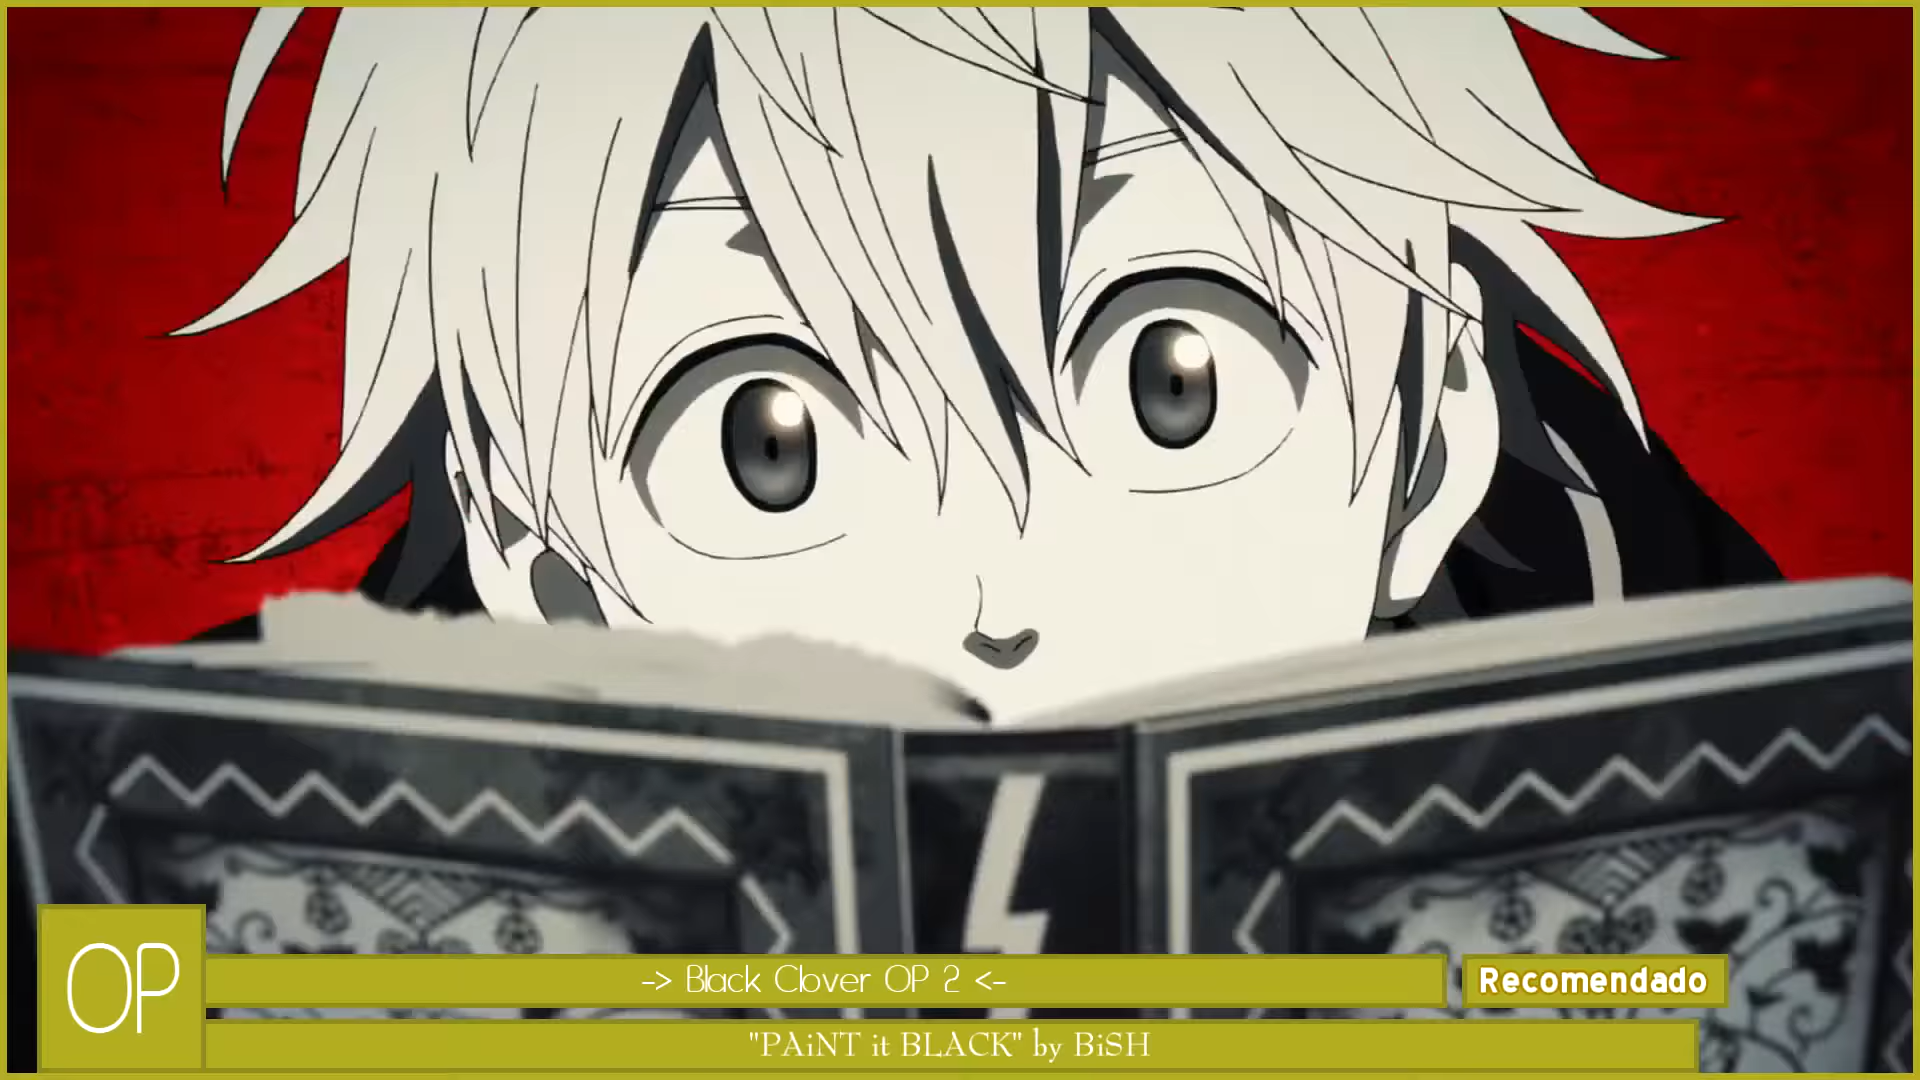 OP
-> Black Clover OP 2 <-
Recomendado
"PAiNT it BLACK" by BiSH